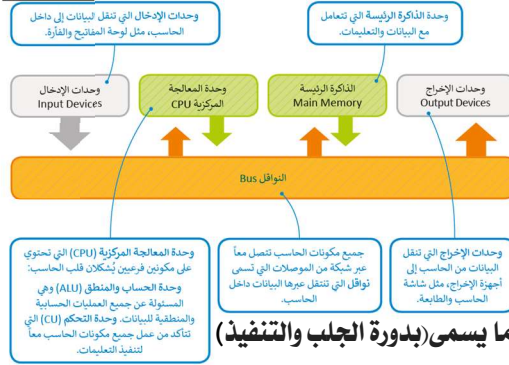 وحدات الإدخال التي تنقل البيانات إلى داخل
الحاسب، مثل لوحة المفاتيح والفأرة.
وحدة الذاكرة الرئيسة التي تتعامل
مع البيانات والتعليمات.
وحدات الإدخال
Input Devices
وحدة المعالجة
المركزية CPU
الذاكرة الرئيسة
Main Memory
وحدات الإخراج
Output Devices
النواقل Bus
وحدة المعالجة المركزية (CPU) التي تحتوي
على مكونين فرعيين يُشكلان قلب الحاسب:
وحدة الحساب والمنطق (ALU) وهي
المسئولة عن جميع العمليات الحسابية
والمنطقية للبيانات. وحدة التحكم (CU) التي
تتأكد من عمل جميع مكونات الحاسب معاً
لتنفيذ التعليمات.
جميع مكونات الحاسب تتصل معاً
عبر شبكة من الموصلات التي تسمى
نواقل التي تنتقل عبرها البيانات داخل
الحاسب.
وحدات الإخراج التي تنقل
البيانات من الحاسب إلى
أجهزة الإخراج، مثل شاشة
الحاسب والطابعة.
ما يسمى(بدورة الجلب والتنفيذ)